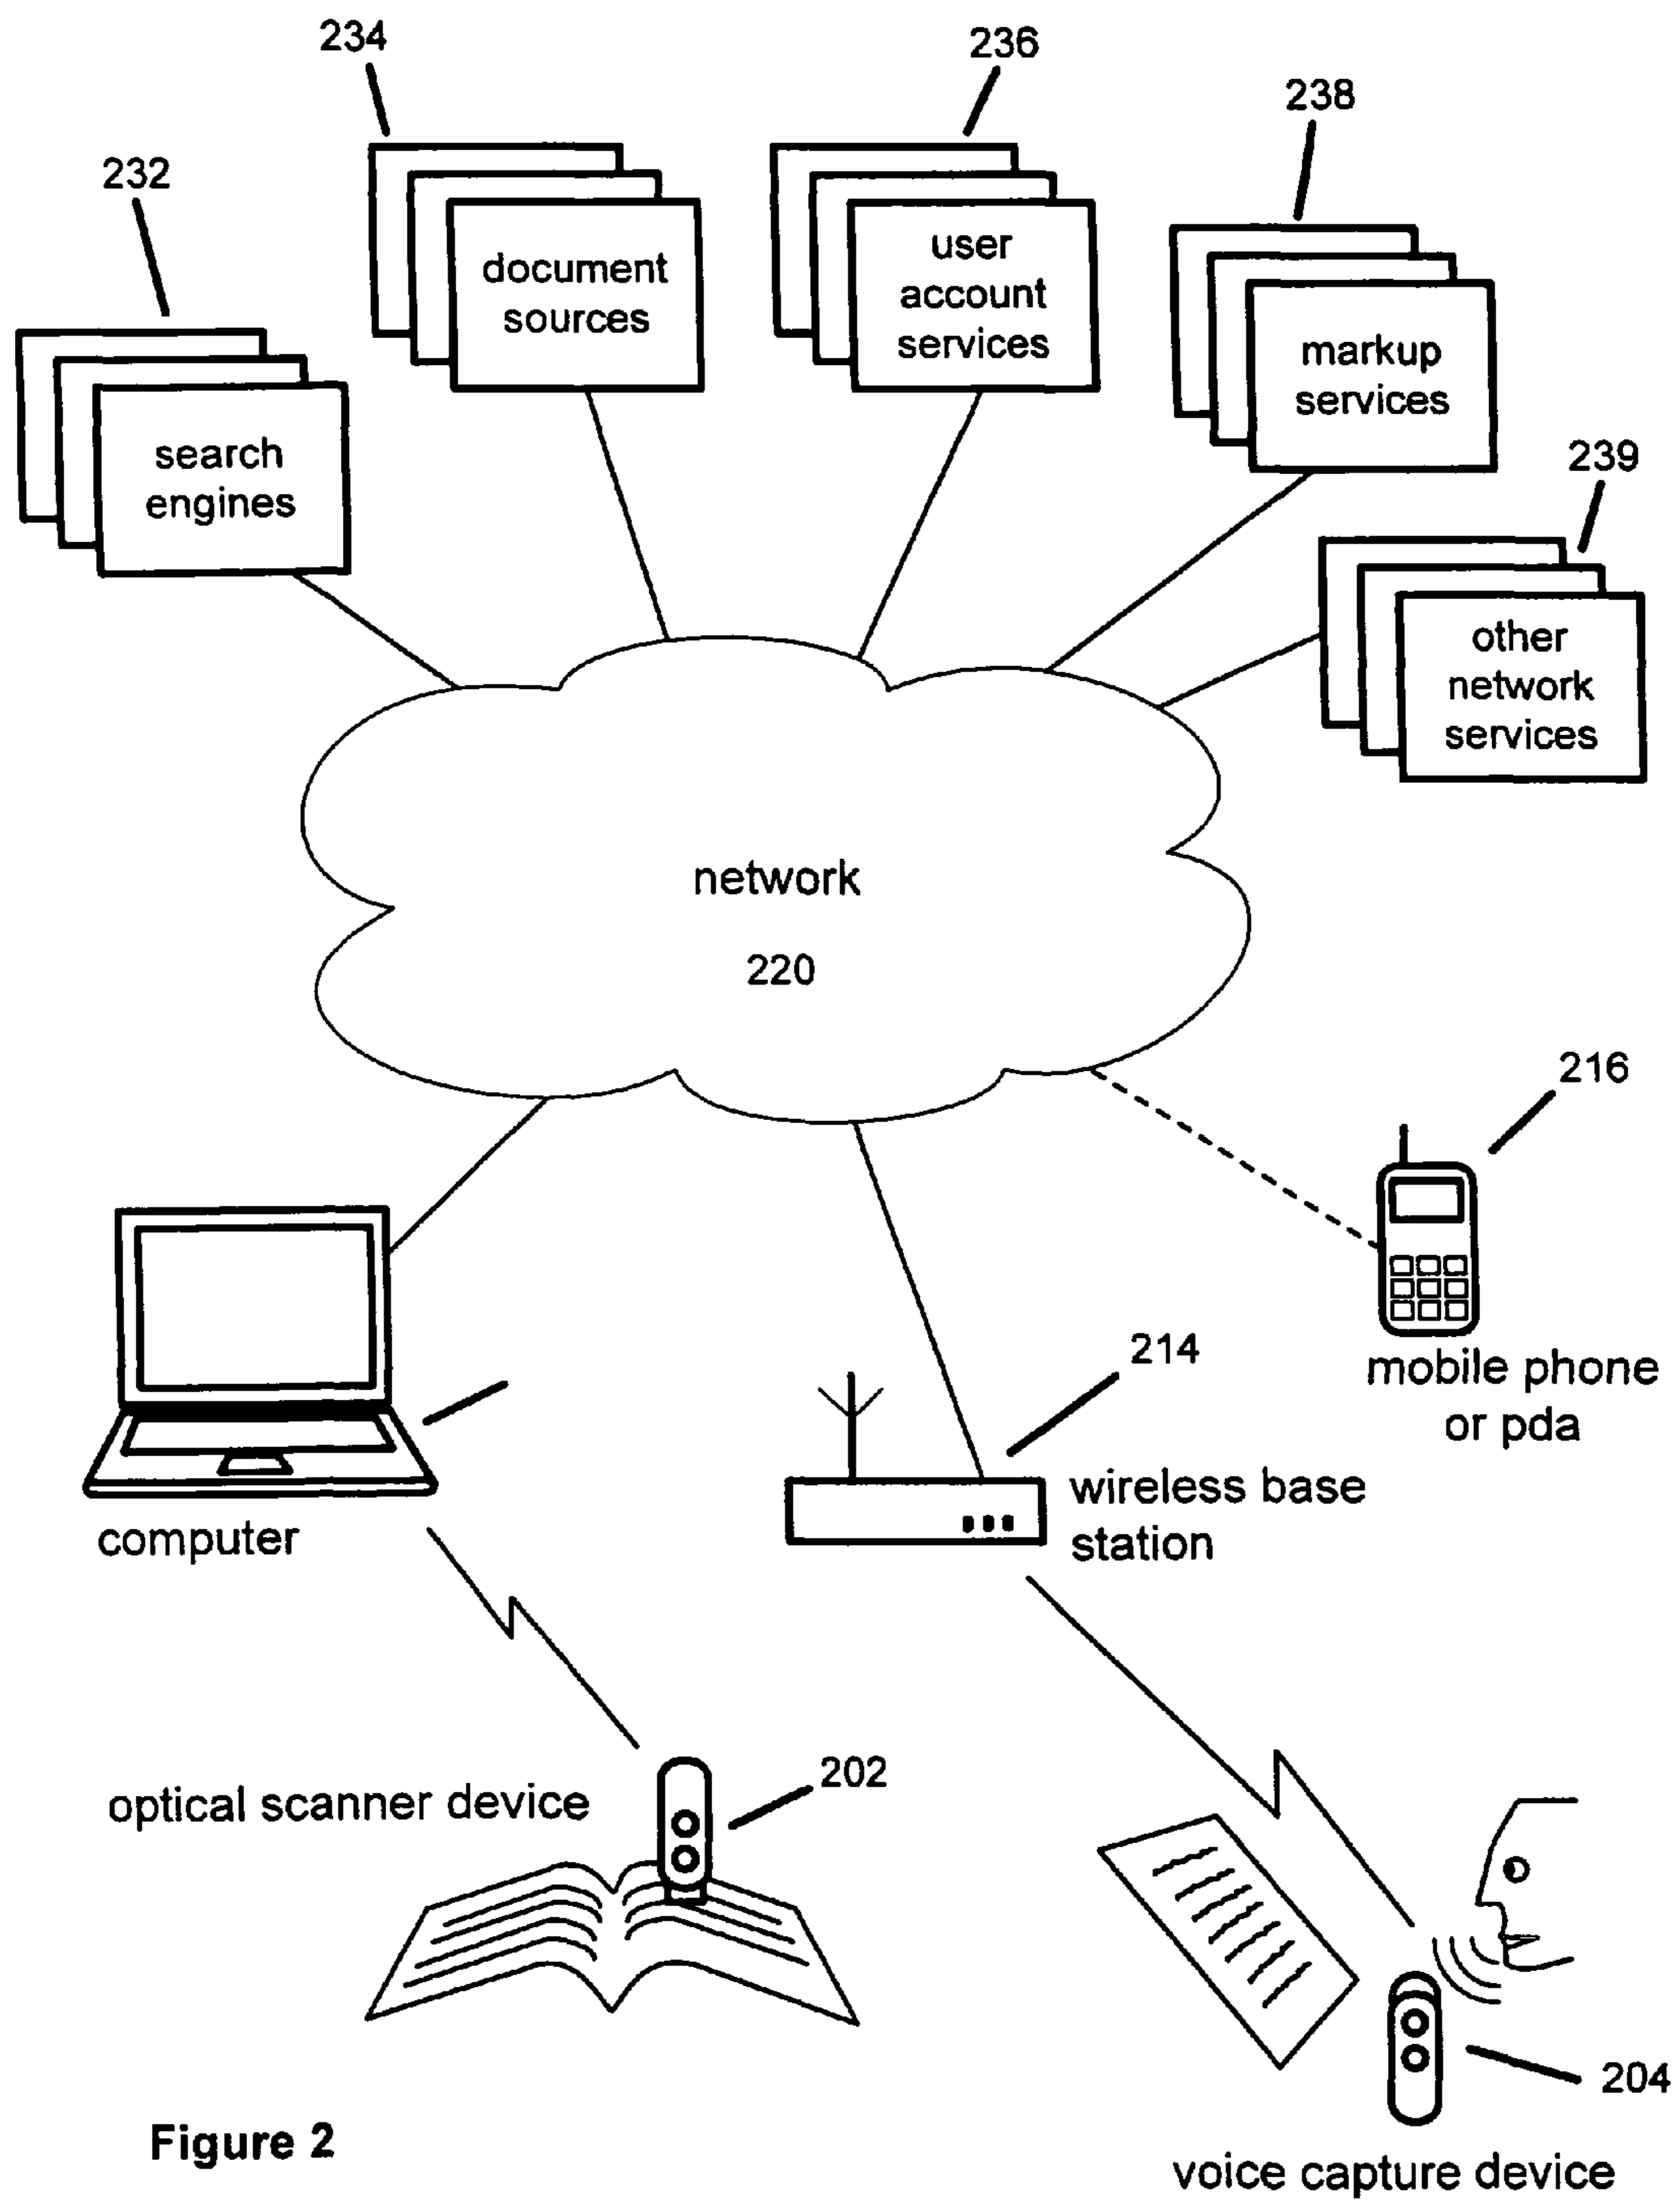 234
236
238
232
document
sources
user
account
services
markup
services
239
search
engines
other
network
services
network
220
216
214
mobile phone
or pda
wireless base
station
computer
202
optical scanner device
204
Figure 2
voice capture device